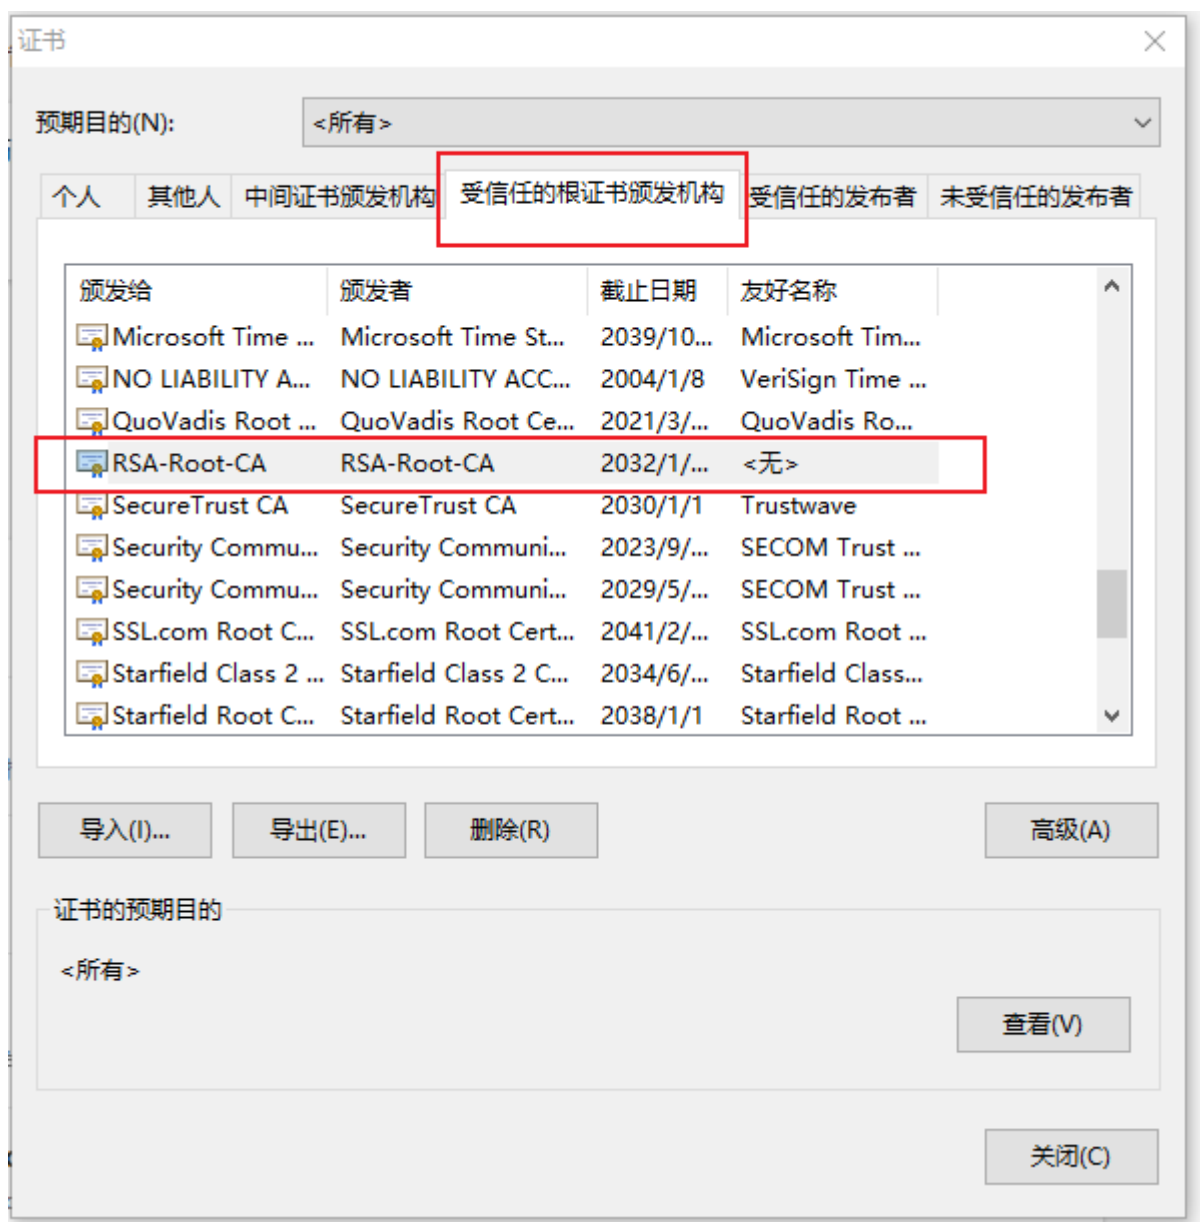 证书
预期目的(N): <所有>
个人 其他人 中间证书颁发机构 受信任的根证书颁发机构 受信任的发布者 未受信任的发布者
颁发给 颁发者 截止日期 友好名称
Microsoft Time ... Microsoft Time St... 2039/10... Microsoft Tim...
NO LIABILITY A... NO LIABILITY ACC... 2004/1/8 VeriSign Time ...
QuoVadis Root ... QuoVadis Root Ce... 2021/3/... QuoVadis Ro...
RSA-Root-CA RSA-Root-CA 2032/1/... <无>
SecureTrust CA SecureTrust CA 2030/1/1 Trustwave
Security Commu... Security Communi... 2023/9/... SECOM Trust ...
Security Commu... Security Communi... 2029/5/... SECOM Trust ...
SSL.com Root C... SSL.com Root Cert... 2041/2/... SSL.com Root ...
Starfield Class 2 ... Starfield Class 2 C... 2034/6/... Starfield Class...
Starfield Root C... Starfield Root Cert... 2038/1/1 Starfield Root ...
导入(I)... 导出(E)... 删除(R) 高级(A)
证书的预期目的
<所有>
查看(V)
关闭(C)